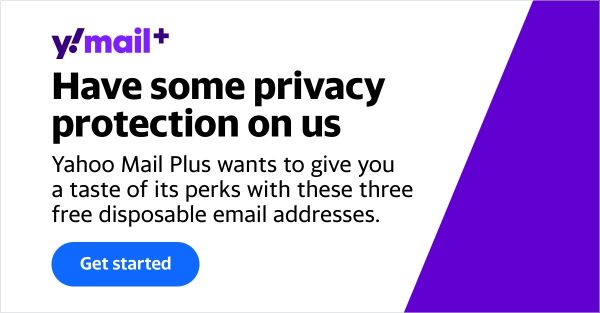 y!mail+
Have some privacy
protection on us
Yahoo Mail Plus wants to give you
a taste of its perks with these three
free disposable email addresses.
Get started